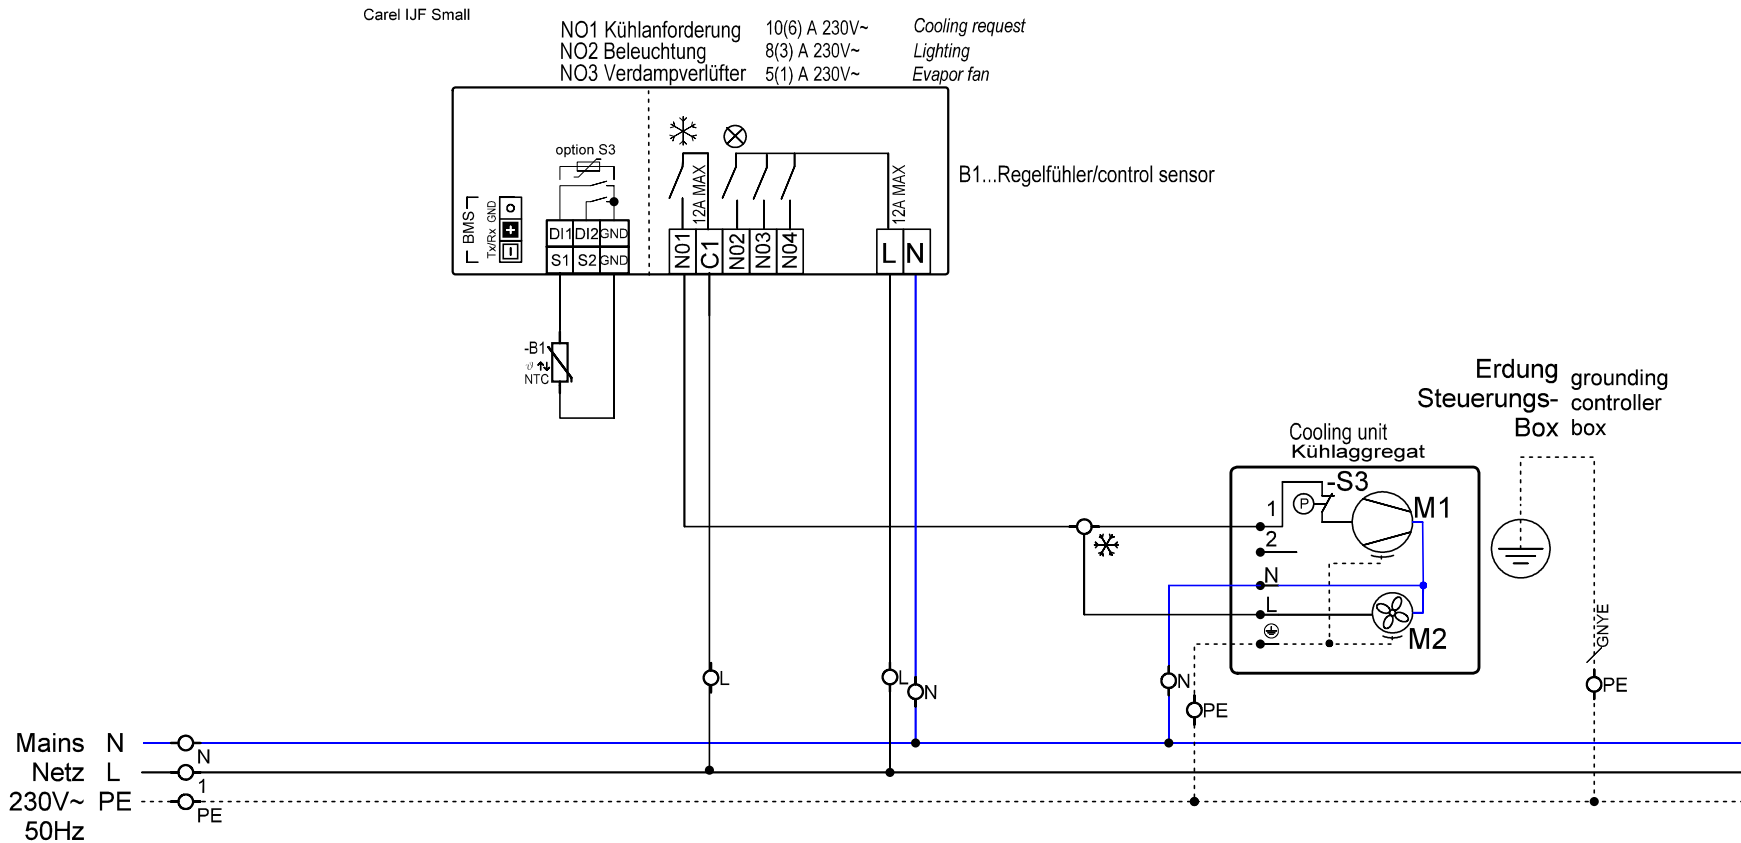 Carel IJF Small
NO1 Kühlanforderung 10(6) A 230V~ Cooling request
NO2 Beleuchtung 8(3) A 230V~ Lighting
NO3 Verdampverlüfter 5(1) A 230V~ Evapor fan
option S3
B1...Regelfühler/control sensor
12A MAX
12A MAX
BMS
Tx/Rx GND
DI1 DI2 GND
S1 S2 GND
N01 C1 N02 N03 N04
L N
-B1
ϑ
NTC
Erdung
Steuerungs-
Box
grounding
controller
box
Cooling unit
Kühlaggregat
-S3
P
M1
1
2
N
L
M2
GNYE
L
L
N
N
PE
PE
Mains N
N
Netz L
1
230V~ PE
PE
50Hz